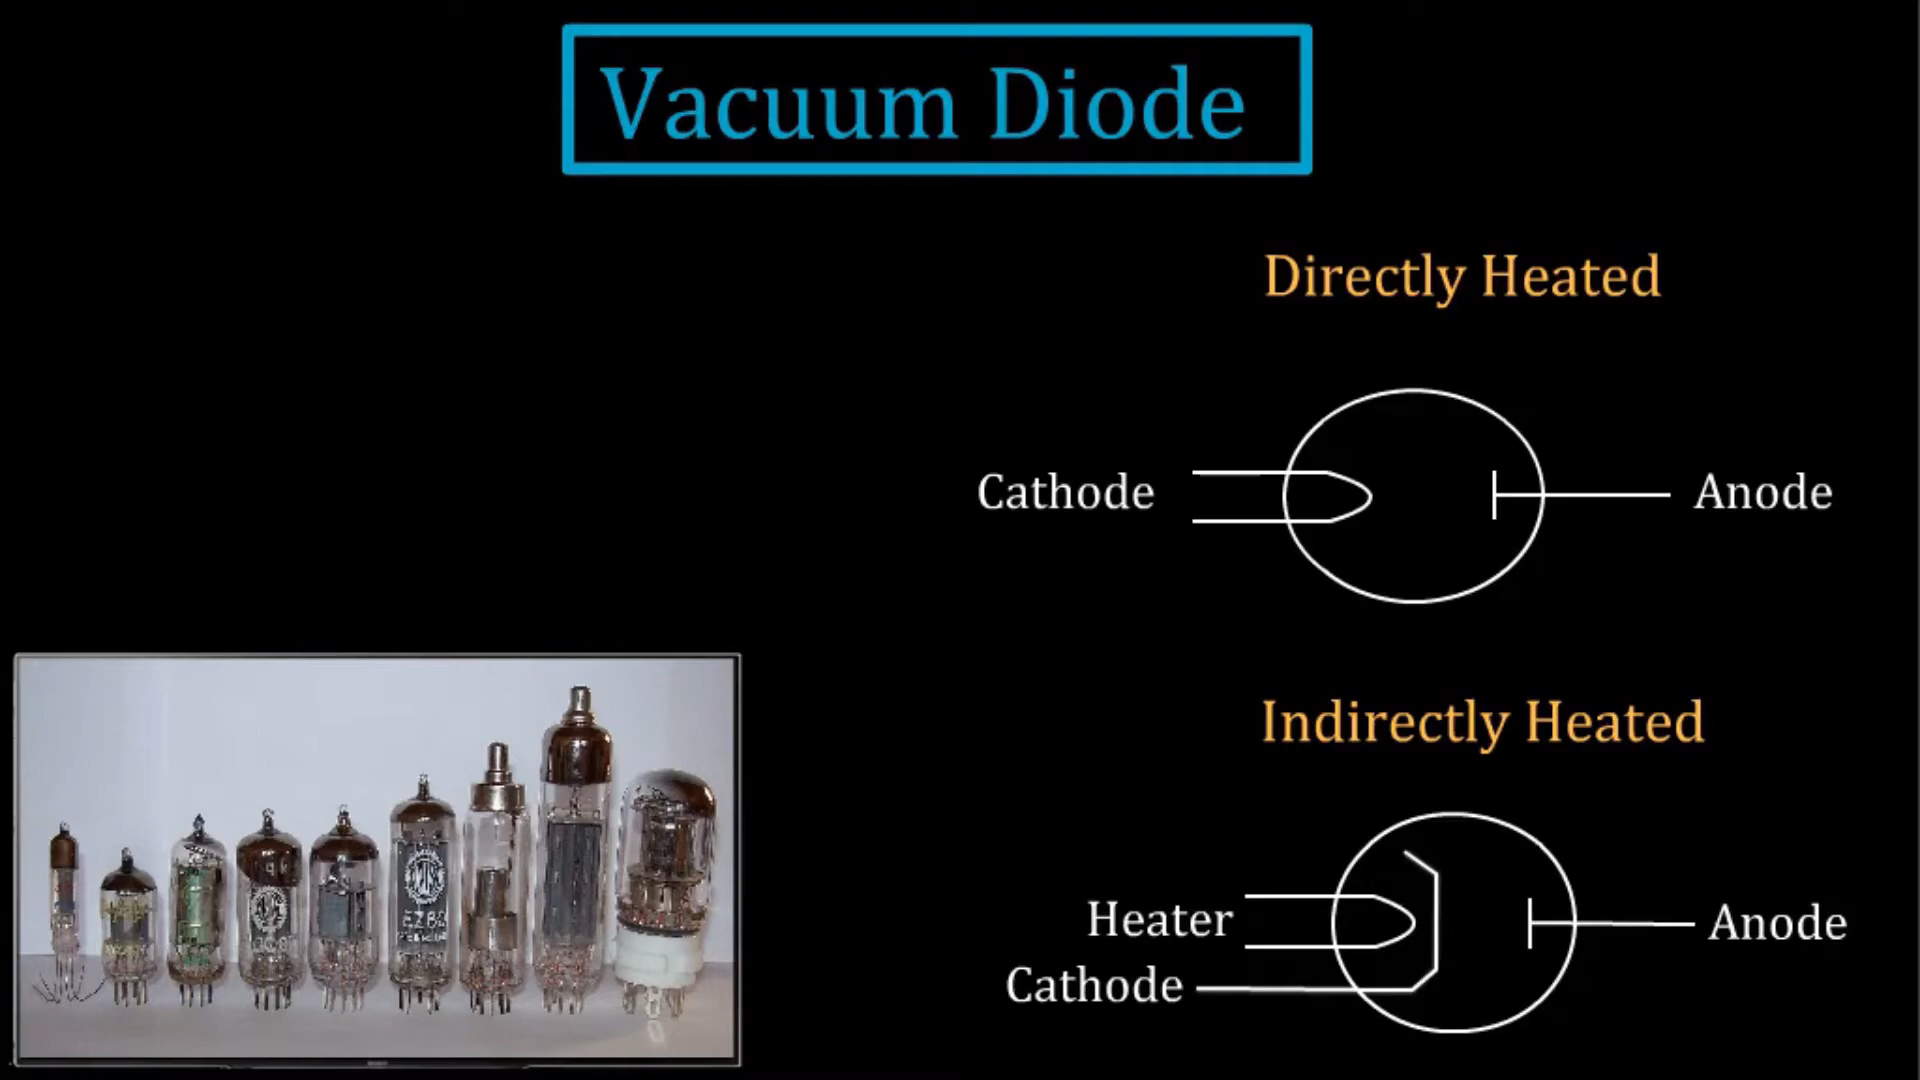 Vacuum Diode
Directly Heated
Cathode
Anode
Indirectly Heated
Heater
Anode
Cathode